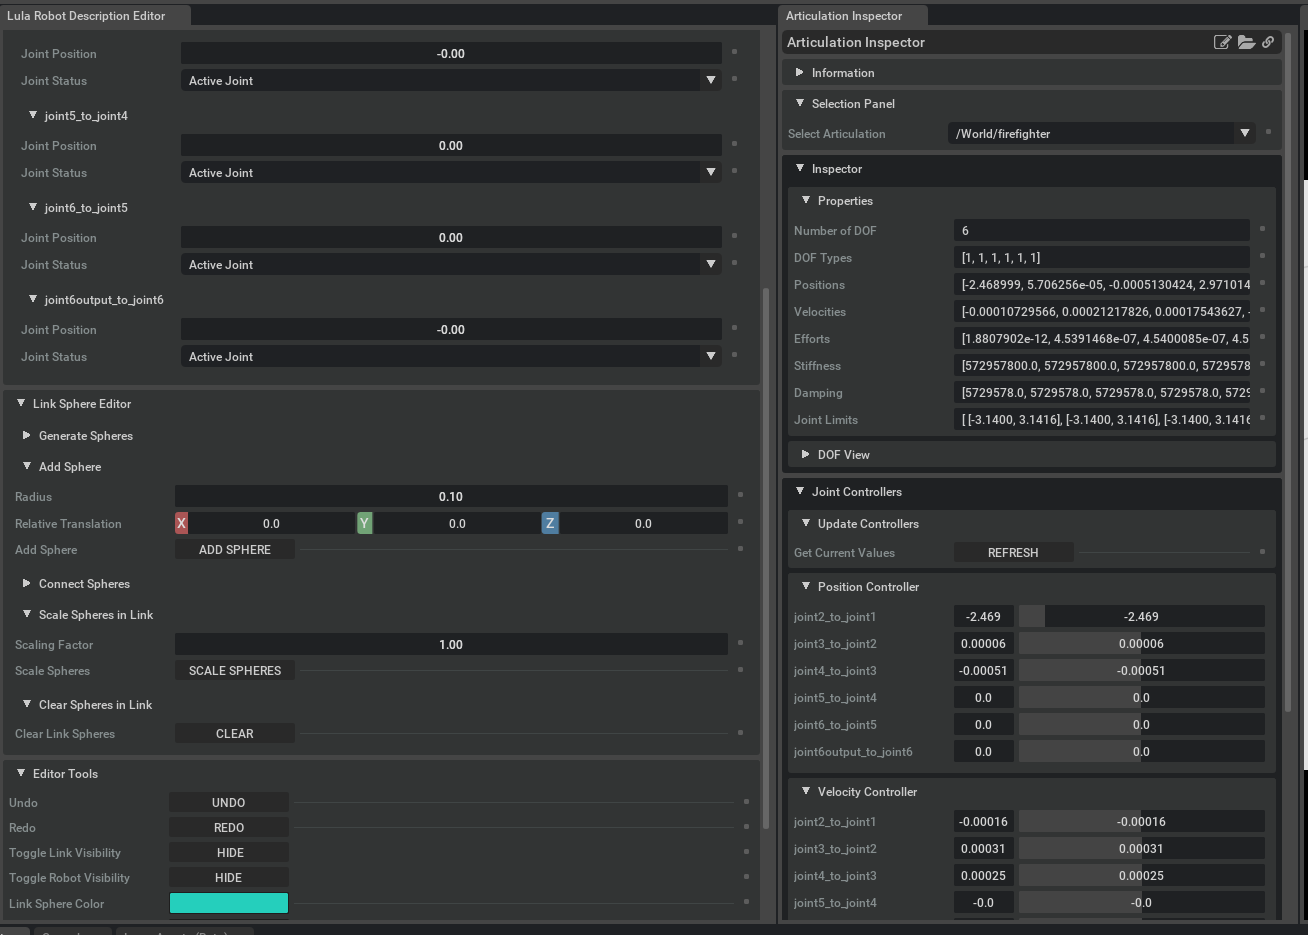 Lula Robot Description Editor
Joint Position -0.00
Joint Status Active Joint
joint5_to_joint4
Joint Position 0.00
Joint Status Active Joint
joint6_to_joint5
Joint Position 0.00
Joint Status Active Joint
joint6output_to_joint6
Joint Position -0.00
Joint Status Active Joint
Link Sphere Editor
Generate Spheres
Add Sphere
Radius 0.10
Relative Translation X 0.0 Y 0.0 Z 0.0
Add Sphere ADD SPHERE
Connect Spheres
Scale Spheres in Link
Scaling Factor 1.00
Scale Spheres SCALE SPHERES
Clear Spheres in Link
Clear Link Spheres CLEAR
Editor Tools
Undo UNDO
Redo REDO
Toggle Link Visibility HIDE
Toggle Robot Visibility HIDE
Link Sphere Color
Articulation Inspector
Articulation Inspector
Information
Selection Panel
Select Articulation /World/firefighter
Inspector
Properties
Number of DOF 6
DOF Types [1, 1, 1, 1, 1, 1]
Positions [-2.468999, 5.706256e-05, -0.0005130424, 2.971014
Velocities [-0.00010729566, 0.00021217826, 0.00017543627, -
Efforts [1.8807902e-12, 4.5391468e-07, 4.5400085e-07, 4.5
Stiffness [572957800.0, 572957800.0, 572957800.0, 5729578
Damping [5729578.0, 5729578.0, 5729578.0, 5729578.0, 5729
Joint Limits [ [-3.1400, 3.1416], [-3.1400, 3.1416], [-3.1400, 3.1416
DOF View
Joint Controllers
Update Controllers
Get Current Values REFRESH
Position Controller
joint2_to_joint1 -2.469 -2.469
joint3_to_joint2 0.00006 0.00006
joint4_to_joint3 -0.00051 -0.00051
joint5_to_joint4 0.0 0.0
joint6_to_joint5 0.0 0.0
joint6output_to_joint6 0.0 0.0
Velocity Controller
joint2_to_joint1 -0.00016 -0.00016
joint3_to_joint2 0.00031 0.00031
joint4_to_joint3 0.00025 0.00025
joint5_to_joint4 -0.0 -0.0